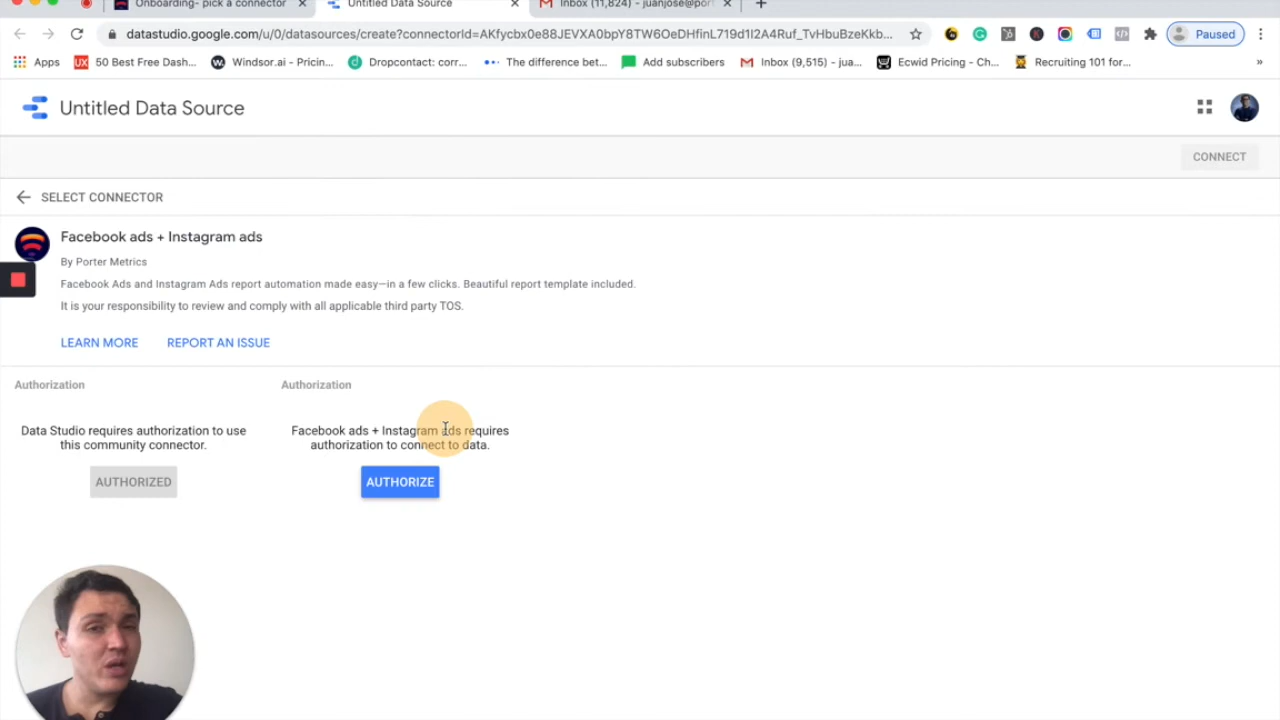 Onboarding- pick a connector
Untitled Data Source
Inbox (11,824) - juanjose@port
datastudio.google.com/u/0/datasources/create?connectorId=AKfycbx0e88JEVXA0bpY8TW6OeDHfinL719d1I2A4Ruf_TvHbuBzeKkb...
Paused
Apps
50 Best Free Dash...
Windsor.ai - Pricin...
Dropcontact: corr...
The difference bet...
Add subscribers
Inbox (9,515) - jua...
Ecwid Pricing - Ch...
Recruiting 101 for...
»
Untitled Data Source
CONNECT
SELECT CONNECTOR
Facebook ads + Instagram ads
By Porter Metrics
Facebook Ads and Instagram Ads report automation made easy—in a few clicks. Beautiful report template included.
It is your responsibility to review and comply with all applicable third party TOS.
LEARN MORE
REPORT AN ISSUE
Authorization
Data Studio requires authorization to use
this community connector.
AUTHORIZED
Authorization
Facebook ads + Instagram ads requires
authorization to connect to data.
AUTHORIZE